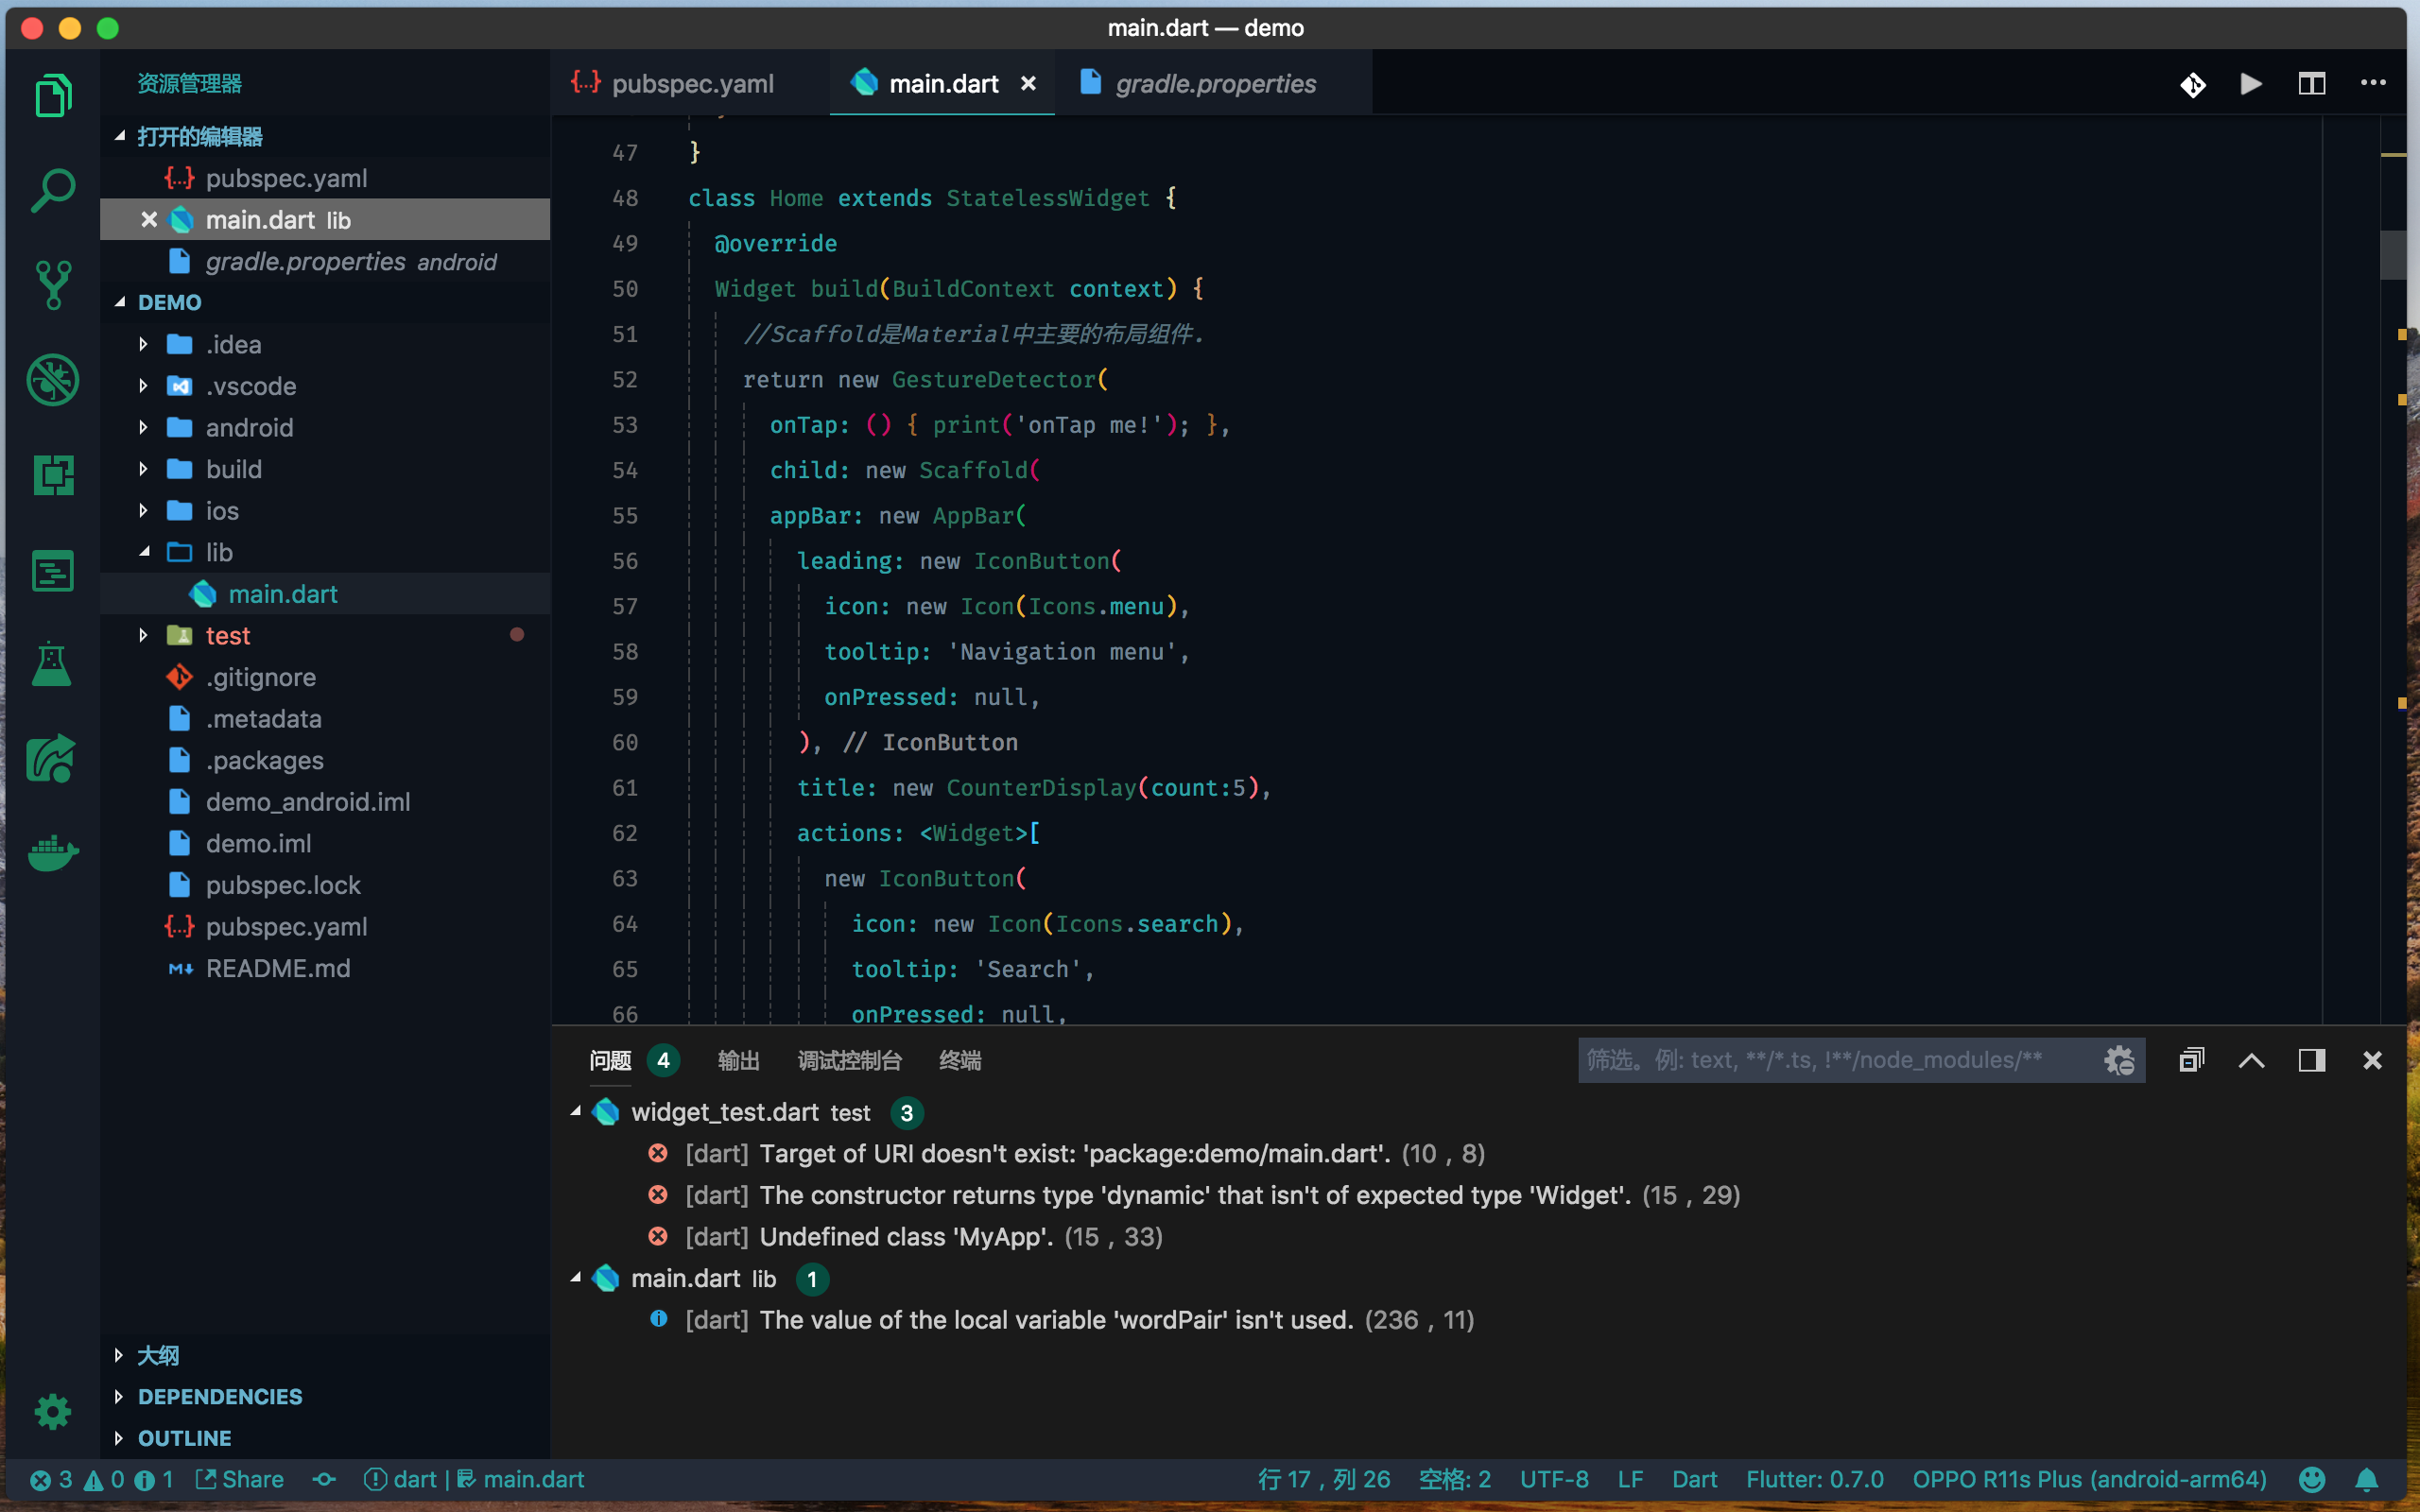 main.dart — demo
资源管理器
打开的编辑器
{..} pubspec.yaml
main.dart lib
gradle.properties android
DEMO
.idea
.vscode
android
build
ios
lib
main.dart
test
.gitignore
.metadata
.packages
demo_android.iml
demo.iml
pubspec.lock
{..} pubspec.yaml
M↓ README.md
大纲
DEPENDENCIES
OUTLINE
{..} pubspec.yaml
main.dart
gradle.properties
47 }
48 class Home extends StatelessWidget {
49 @override
50 Widget build(BuildContext context) {
51 //Scaffold是Material中主要的布局组件.
52 return new GestureDetector(
53 onTap: () { print('onTap me!'); },
54 child: new Scaffold(
55 appBar: new AppBar(
56 leading: new IconButton(
57 icon: new Icon(Icons.menu),
58 tooltip: 'Navigation menu',
59 onPressed: null,
60 ), // IconButton
61 title: new CounterDisplay(count:5),
62 actions: <Widget>[
63 new IconButton(
64 icon: new Icon(Icons.search),
65 tooltip: 'Search',
66 onPressed: null,
问题 4 输出 调试控制台 终端
筛选。例: text, **/*.ts, !**/node_modules/**
widget_test.dart test 3
[dart] Target of URI doesn't exist: 'package:demo/main.dart'. (10 , 8)
[dart] The constructor returns type 'dynamic' that isn't of expected type 'Widget'. (15 , 29)
[dart] Undefined class 'MyApp'. (15 , 33)
main.dart lib 1
[dart] The value of the local variable 'wordPair' isn't used. (236 , 11)
3 0 1 Share dart | main.dart
行 17 , 列 26 空格: 2 UTF-8 LF Dart Flutter: 0.7.0 OPPO R11s Plus (android-arm64)